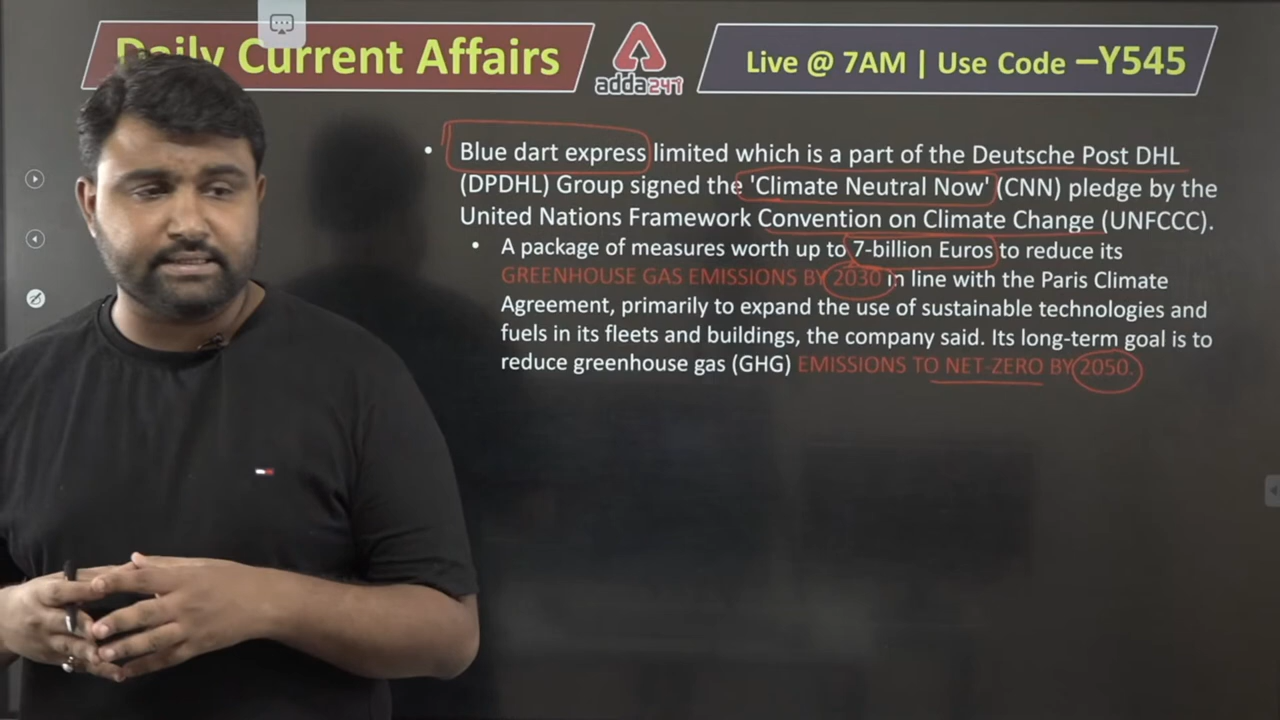 Daily Current Affairs
adda247
Live @ 7AM | Use Code –Y545
• Blue dart express limited which is a part of the Deutsche Post DHL
(DPDHL) Group signed the 'Climate Neutral Now' (CNN) pledge by the
United Nations Framework Convention on Climate Change (UNFCCC).
• A package of measures worth up to 7-billion Euros to reduce its
GREENHOUSE GAS EMISSIONS BY 2030 in line with the Paris Climate
Agreement, primarily to expand the use of sustainable technologies and
fuels in its fleets and buildings, the company said. Its long-term goal is to
reduce greenhouse gas (GHG) EMISSIONS TO NET-ZERO BY 2050.